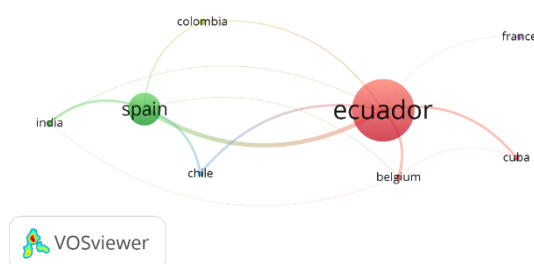 colombia
france
spain
ecuador
india
chile
belgium
cuba
VOSviewer